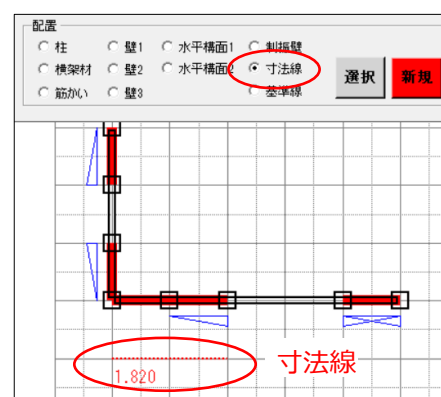 配置
柱 壁1 水平構面1 制振壁
横架材 壁2 水平構面2 寸法線
筋かい 壁3 基準線
選択 新規
寸法線
1.820